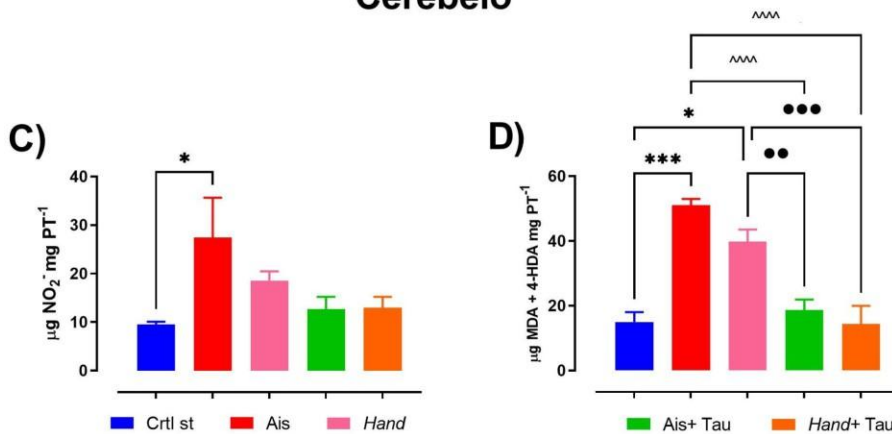 Cerebelo
^^^^
^^^^
C)
D)
*
*
•••
***
••
40
30
20
10
0
µg NO₂⁻ mg PT⁻¹
60
40
20
0
µg MDA + 4-HDA mg PT⁻¹
Crtl st
Ais
Hand
Ais+ Tau
Hand+ Tau